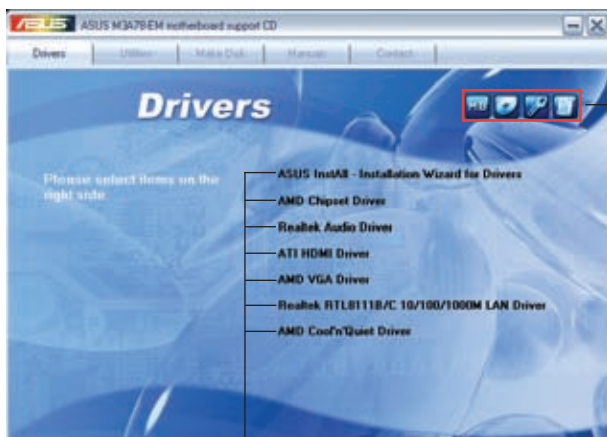 ASUS ASUS M3A78-EM motherboard support CD
Drivers Utilities Make Disk Manuals Contact
Drivers
Please select items on the
right side.
ASUS InstAll - Installation Wizard for Drivers
AMD Chipset Driver
Realtek Audio Driver
ATI HDMI Driver
AMD VGA Driver
Realtek RTL8111B/C 10/100/1000M LAN Driver
AMD Cool'n'Quiet Driver